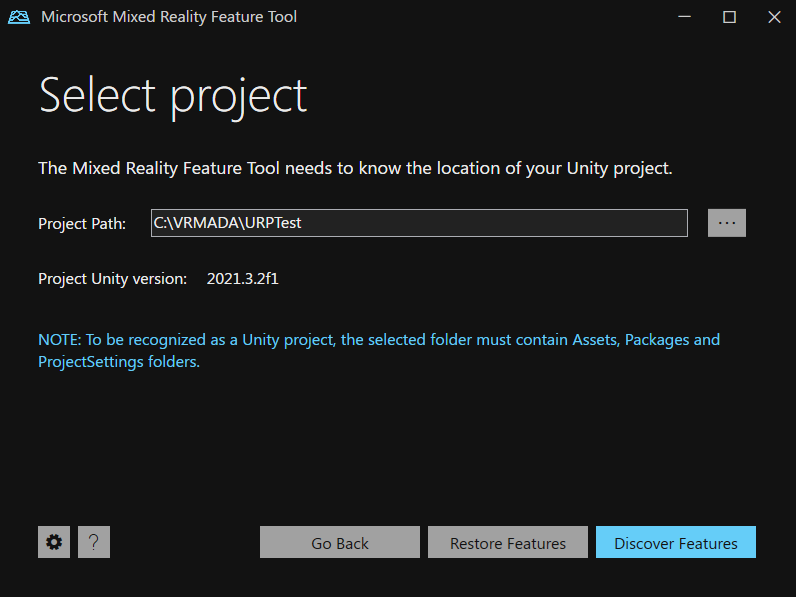 Microsoft Mixed Reality Feature Tool
Select project
The Mixed Reality Feature Tool needs to know the location of your Unity project.
Project Path: C:\VRMADA\URPTest ...
Project Unity version: 2021.3.2f1
NOTE: To be recognized as a Unity project, the selected folder must contain Assets, Packages and
ProjectSettings folders.
? Go Back Restore Features Discover Features